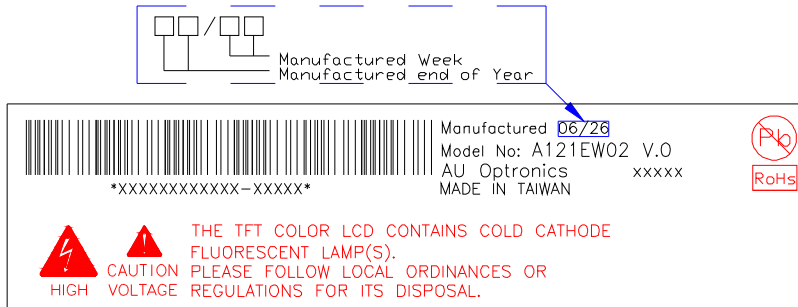 □□/□□
Manufactured Week
Manufactured end of Year
Manufactured 06/26
Model No: A121EW02 V.0
AU Optronics xxxxx
MADE IN TAIWAN
*XXXXXXXXXXXX-XXXXX*
Pb
RoHs
THE TFT COLOR LCD CONTAINS COLD CATHODE
FLUORESCENT LAMP(S).
CAUTION PLEASE FOLLOW LOCAL ORDINANCES OR
HIGH VOLTAGE REGULATIONS FOR ITS DISPOSAL.